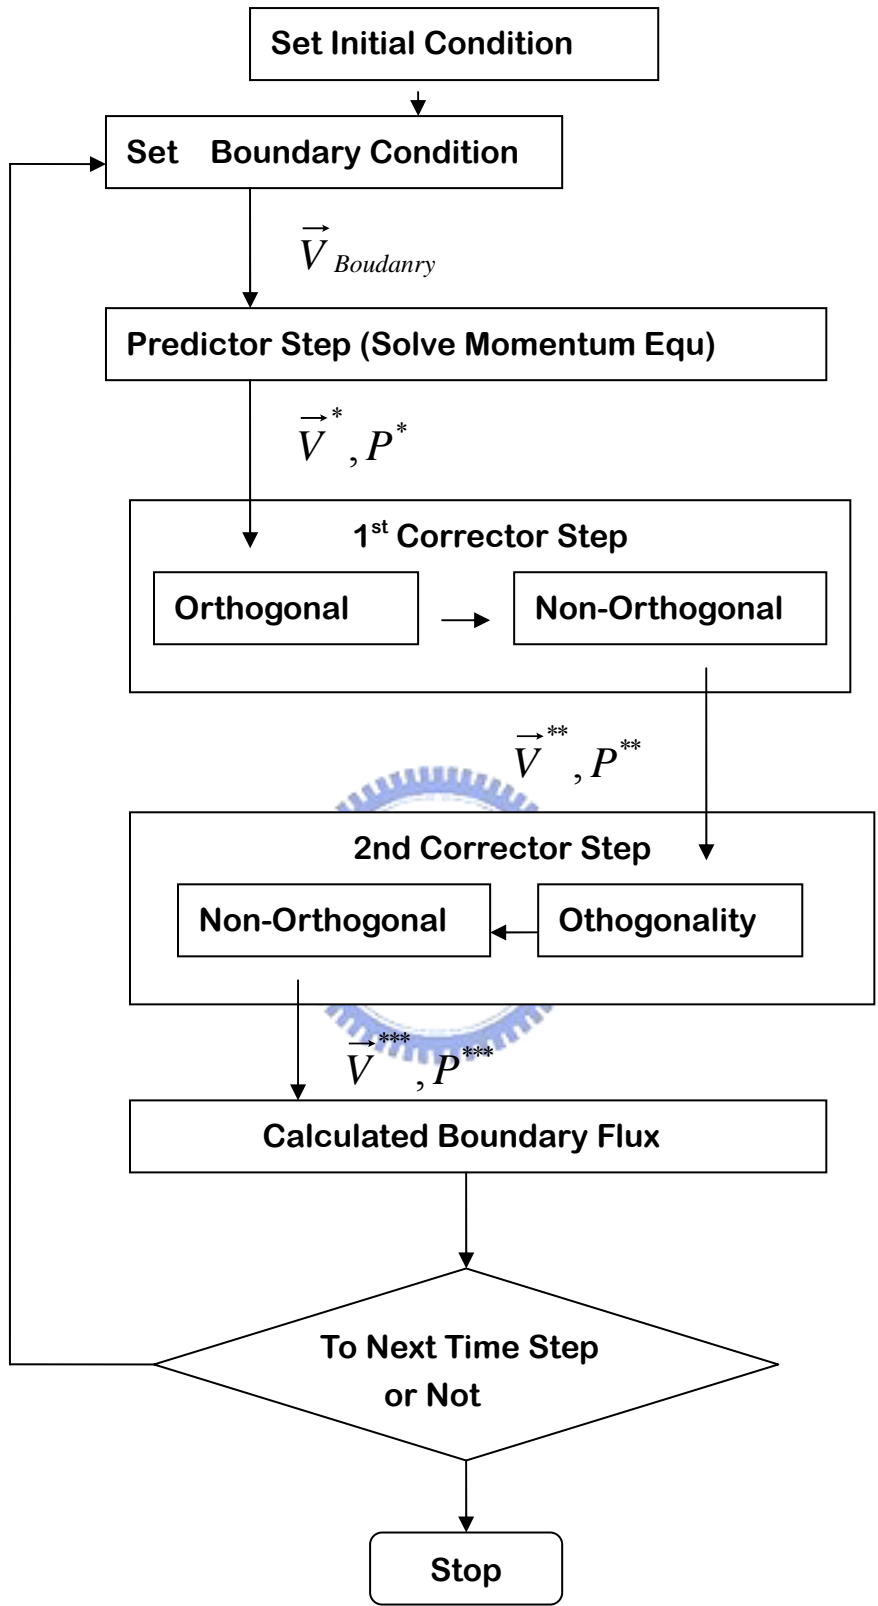 Set Initial Condition
Set Boundary Condition
V Boudanry
Predictor Step (Solve Momentum Equ)
V*, P*
1st Corrector Step
Orthogonal
Non-Orthogonal
V**, P**
2nd Corrector Step
Non-Orthogonal
Othogonality
V***, P***
Calculated Boundary Flux
To Next Time Step
or Not
Stop